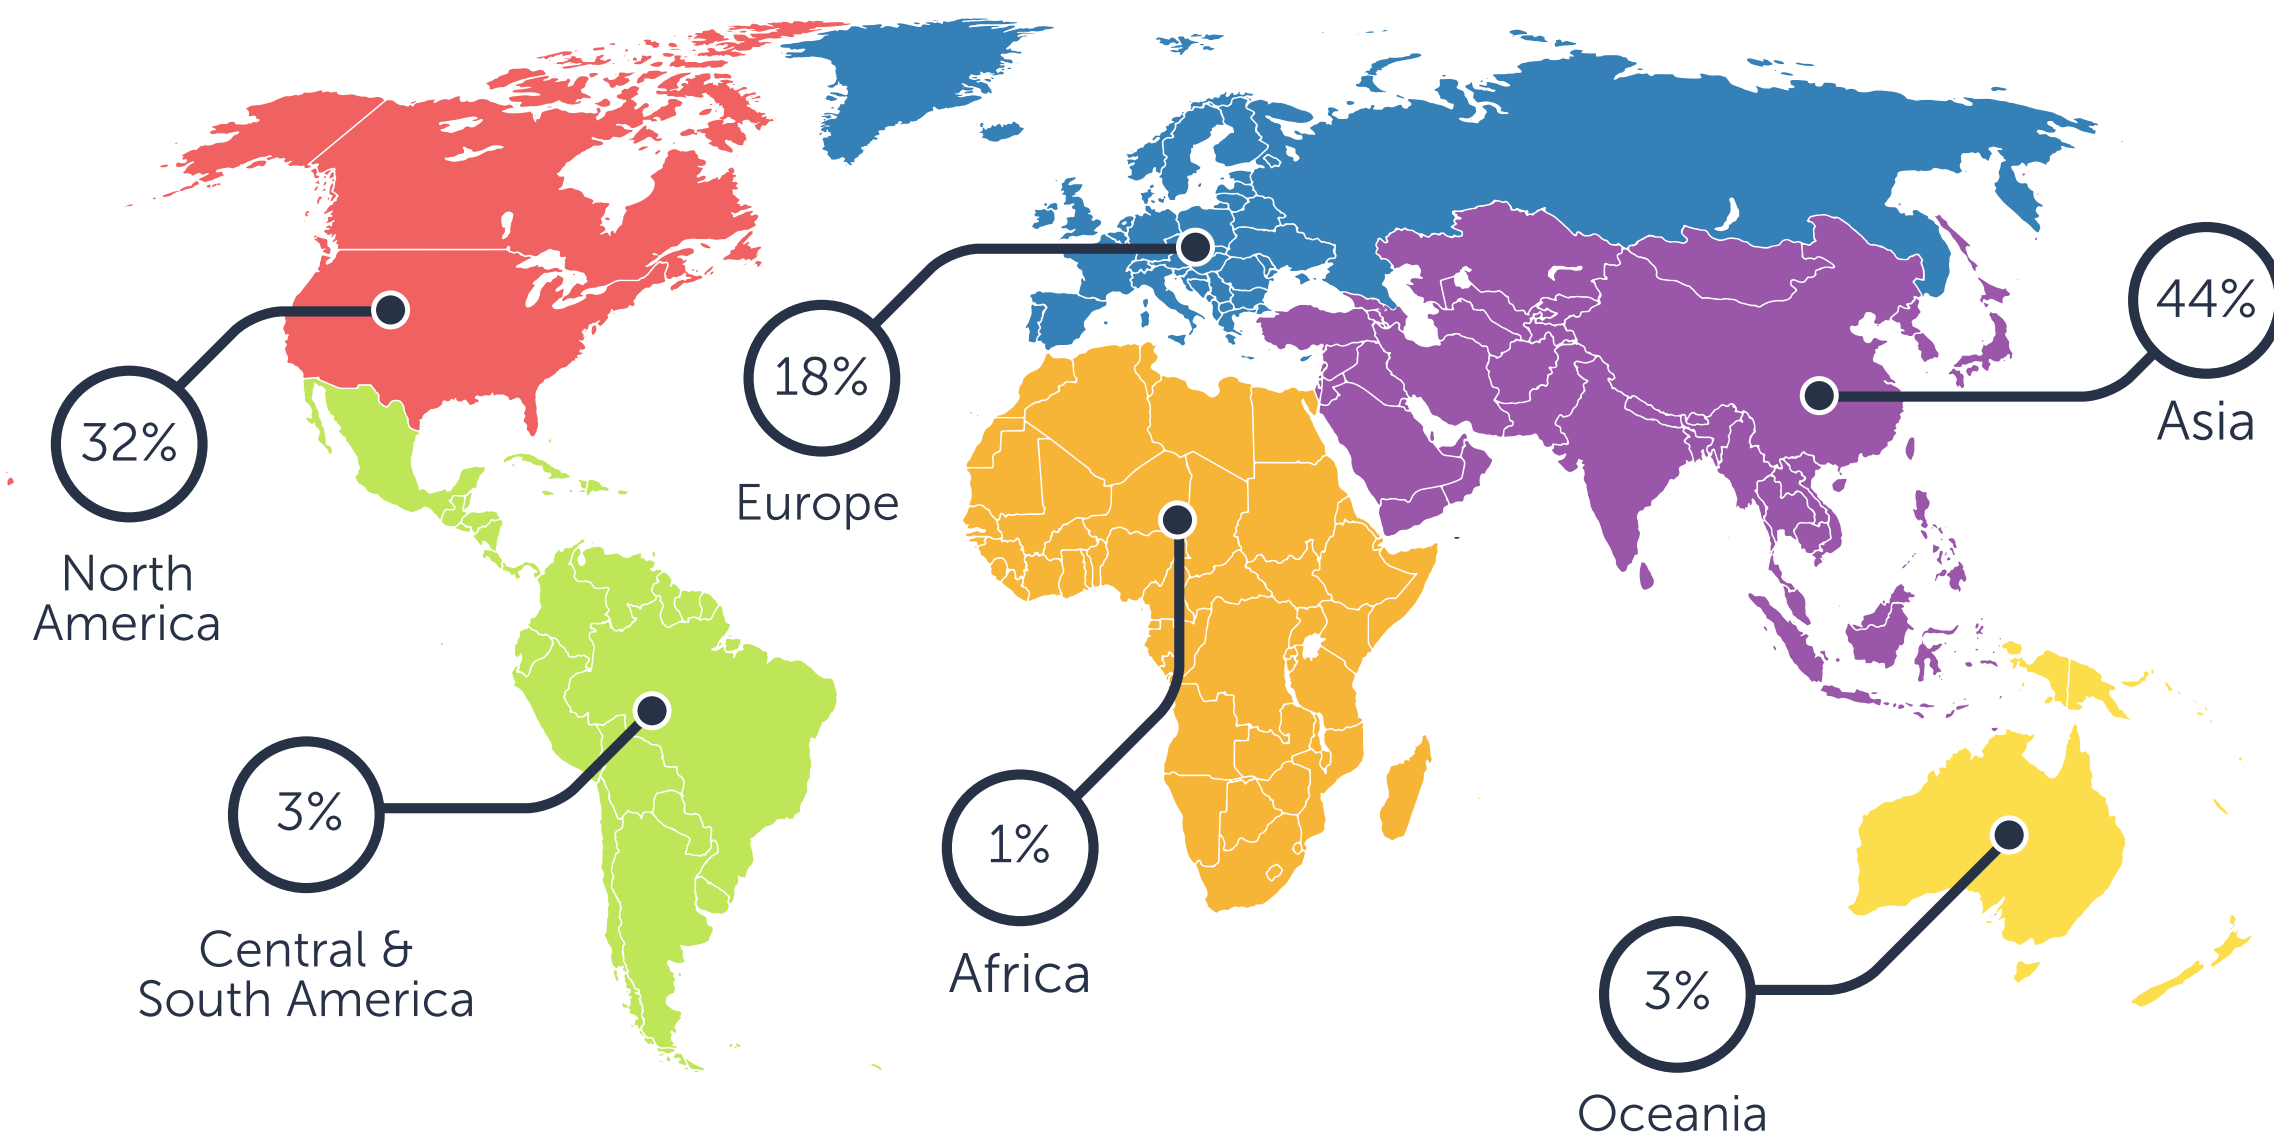 44%
Asia
18%
Europe
32%
North
America
3%
Central &
South America
1%
Africa
3%
Oceania